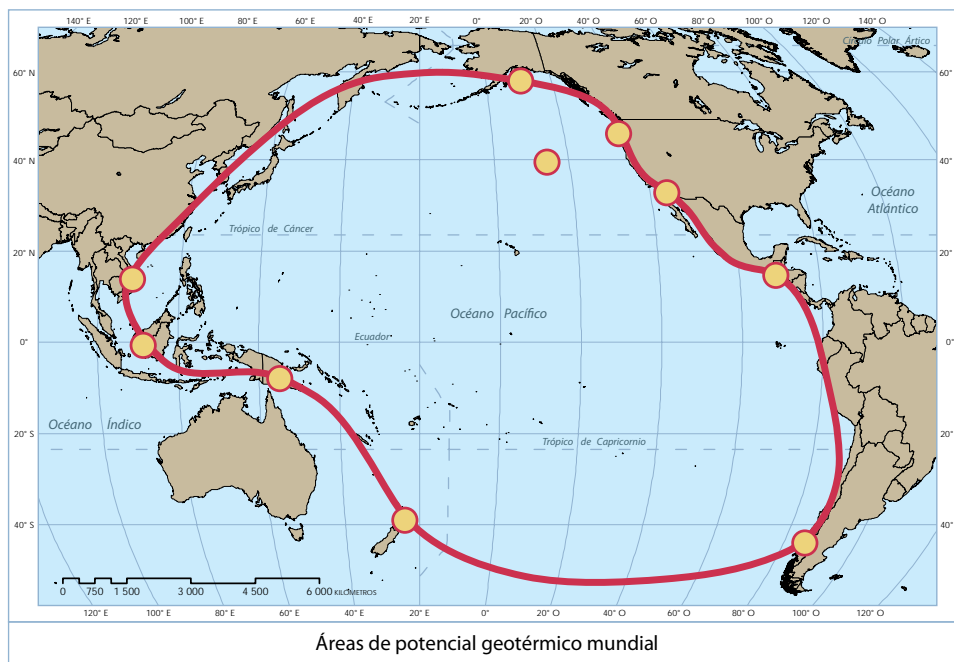 140° E 120° E 100° E 80° E 60° E 40° E 20° E 0° 20° O 40° O 60° O 80° O 100° O 120° O 140° O
Círculo Polar Ártico
60° N 60°
40° N 40°
Océano
Atlántico
Trópico de Cáncer
20° N 20°
Océano Pacífico
Ecuador
0° 0°
Océano Índico
20° S 20°
Trópico de Capricornio
40° S 40°
0 750 1 500 3 000 4 500 6 000 KILÓMETROS
120° E 100° E 80° E 60° E 40° E 20° E 0° 20° O 40° O 60° O 80° O 100° O 120° O
Áreas de potencial geotérmico mundial